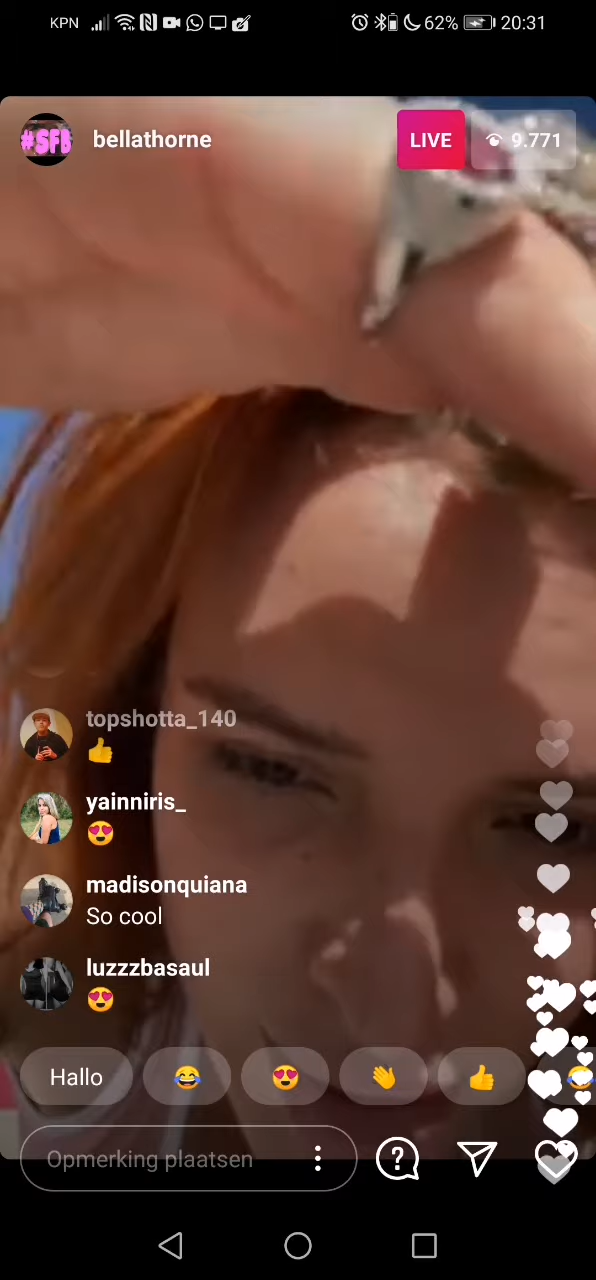 KPN 62% 20:31
#SFB bellathorne LIVE 9.771
topshotta_140
👍
yainniris_
😍
madisonquiana
So cool
luzzzbasaul
😍
Hallo 😂 😍 👋 👍
Opmerking plaatsen